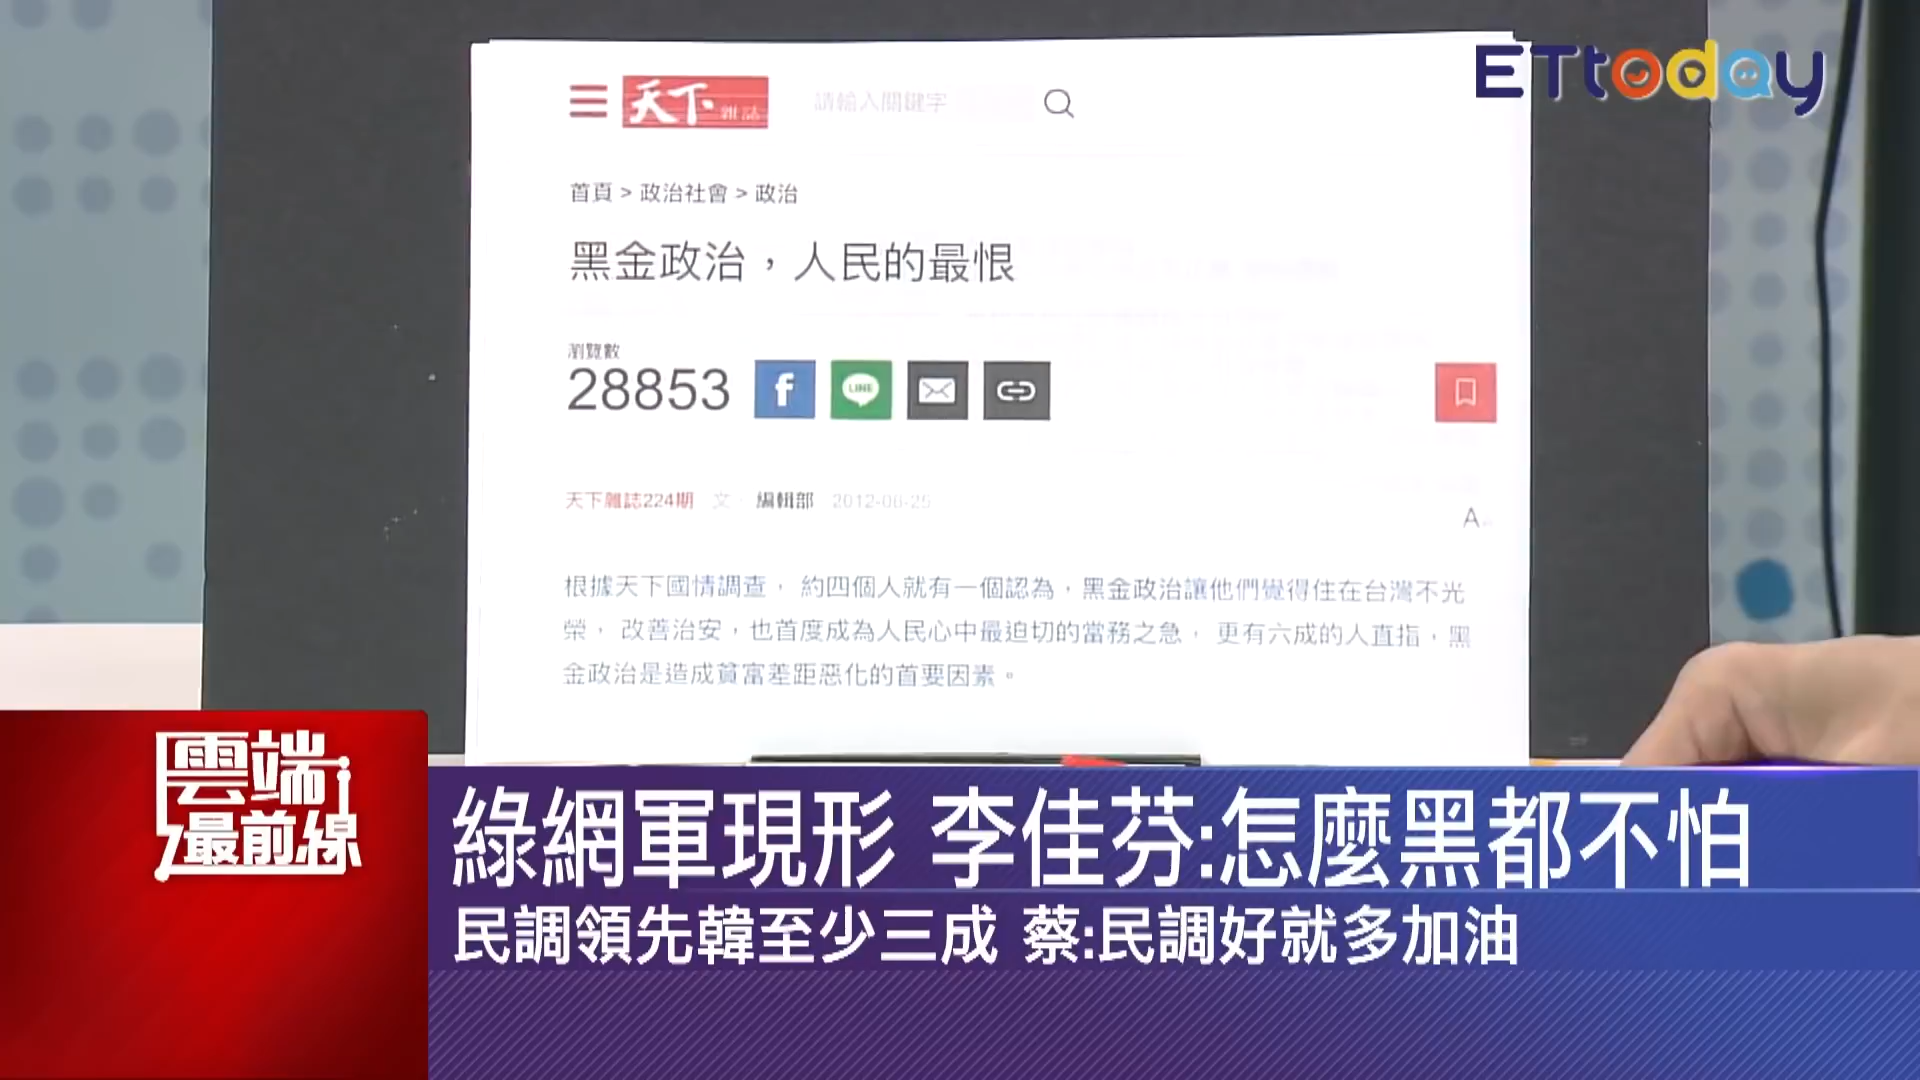 ETtoday
天下 雜誌 請輸入關鍵字
首頁 > 政治社會 > 政治
黑金政治，人民的最恨
瀏覽數
28853
LINE
天下雜誌224期 文· 編輯部 2012-06-25
A
根據天下國情調查， 約四個人就有一個認為，黑金政治讓他們覺得住在台灣不光
榮， 改善治安，也首度成為人民心中最迫切的當務之急， 更有六成的人直指，黑
金政治是造成貧富差距惡化的首要因素。
雲端
最前線
綠網軍現形 李佳芬:怎麼黑都不怕
民調領先韓至少三成 蔡:民調好就多加油